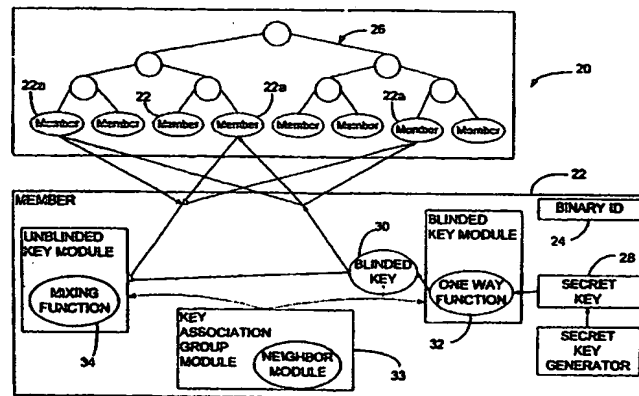 26
20
22a
22
22a
22a
Member Member Member Member Member Member Member Member
22
MEMBER
BINARY ID
24
UNBLINDED
KEY MODULE
MIXING
FUNCTION
34
30
BLINDED
KEY
BLINDED
KEY MODULE
ONE WAY
FUNCTION
32
28
SECRET
KEY
SECRET
KEY
GENERATOR
KEY
ASSOCIATION
GROUP
MODULE
NEIGHBOR
MODULE
33